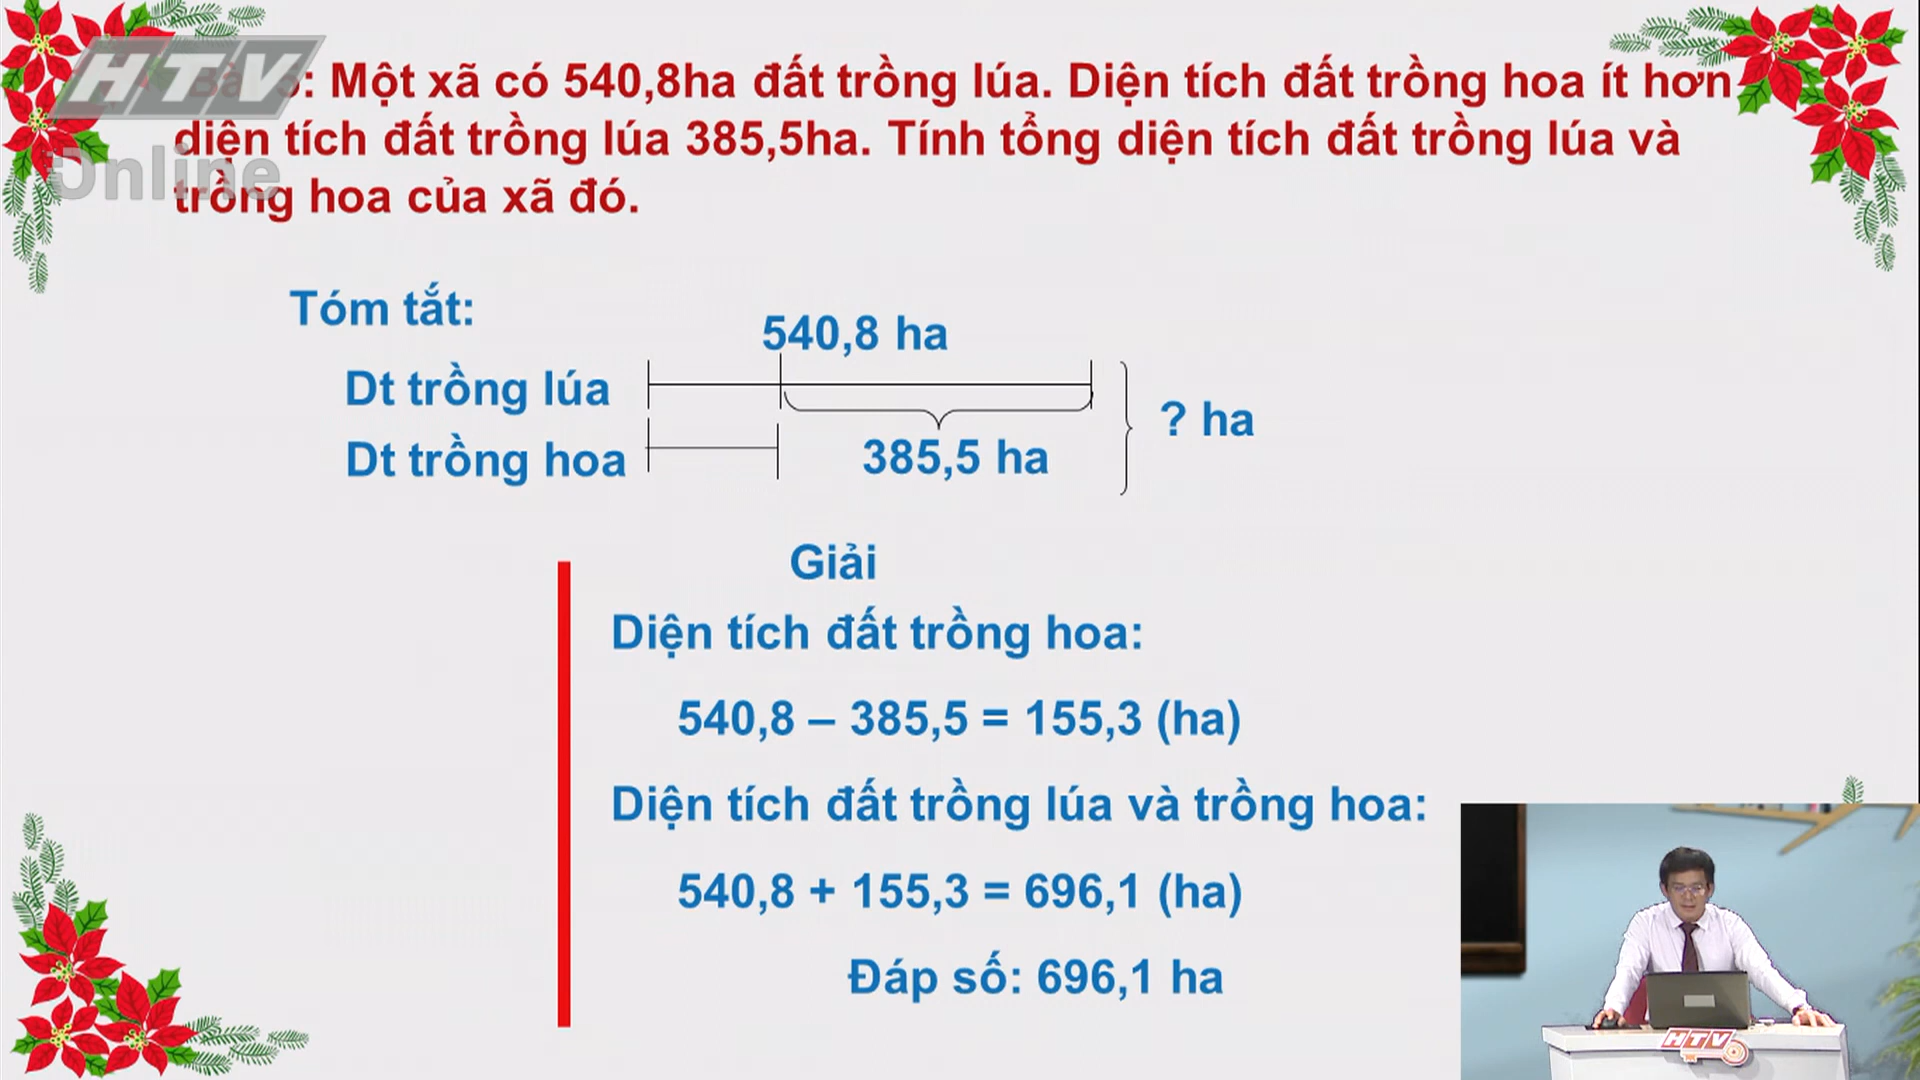 HTV
Online
Bài 5: Một xã có 540,8ha đất trồng lúa. Diện tích đất trồng hoa ít hơn
diện tích đất trồng lúa 385,5ha. Tính tổng diện tích đất trồng lúa và
trồng hoa của xã đó.
Tóm tắt:
540,8 ha
Dt trồng lúa
? ha
Dt trồng hoa
385,5 ha
Giải
Diện tích đất trồng hoa:
540,8 – 385,5 = 155,3 (ha)
Diện tích đất trồng lúa và trồng hoa:
540,8 + 155,3 = 696,1 (ha)
Đáp số: 696,1 ha
HTV